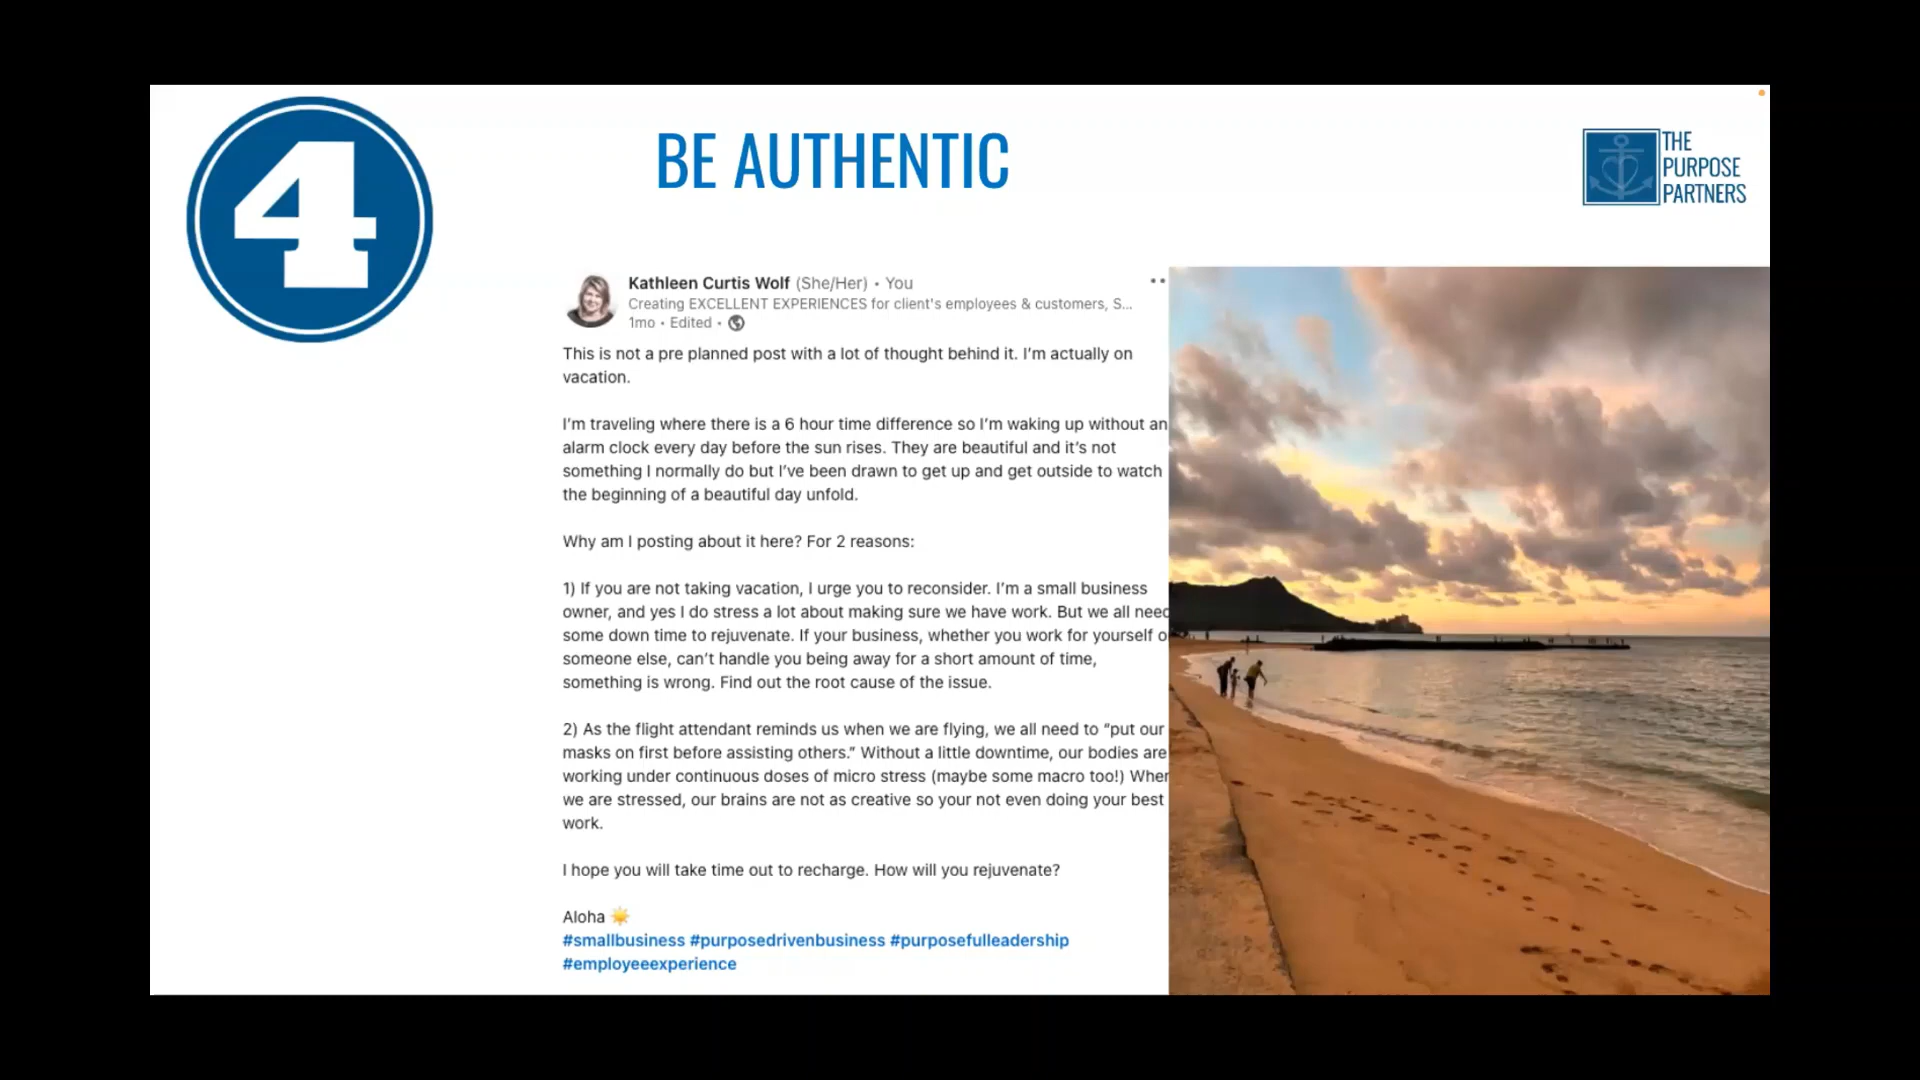 4
BE AUTHENTIC
THE
PURPOSE
PARTNERS
Kathleen Curtis Wolf (She/Her) • You
Creating EXCELLENT EXPERIENCES for client's employees & customers, S...
1mo • Edited •
This is not a pre planned post with a lot of thought behind it. I'm actually on
vacation.
I'm traveling where there is a 6 hour time difference so I'm waking up without an
alarm clock every day before the sun rises. They are beautiful and it's not
something I normally do but I've been drawn to get up and get outside to watch
the beginning of a beautiful day unfold.
Why am I posting about it here? For 2 reasons:
1) If you are not taking vacation, I urge you to reconsider. I'm a small business
owner, and yes I do stress a lot about making sure we have work. But we all need
some down time to rejuvenate. If your business, whether you work for yourself o
someone else, can't handle you being away for a short amount of time,
something is wrong. Find out the root cause of the issue.
2) As the flight attendant reminds us when we are flying, we all need to “put our
masks on first before assisting others.” Without a little downtime, our bodies are
working under continuous doses of micro stress (maybe some macro too!) When
we are stressed, our brains are not as creative so your not even doing your best
work.
I hope you will take time out to recharge. How will you rejuvenate?
Aloha ☀️
#smallbusiness #purposedrivenbusiness #purposefulleadership
#employeeexperience